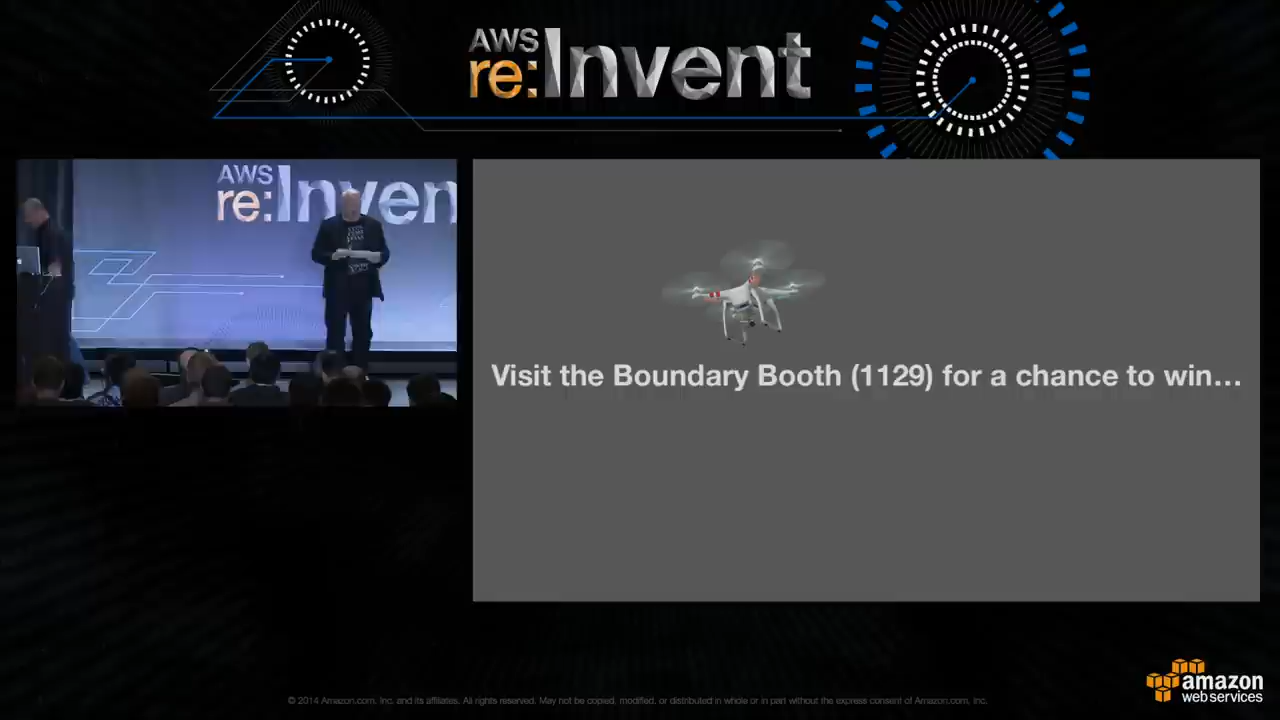 AWS
re:Invent
AWS
re:Inven
Visit the Boundary Booth (1129) for a chance to win...
© 2014 Amazon.com, Inc. and its affiliates. All rights reserved. May not be copied, modified, or distributed in whole or in part without the express consent of Amazon.com, Inc.
amazon
web services